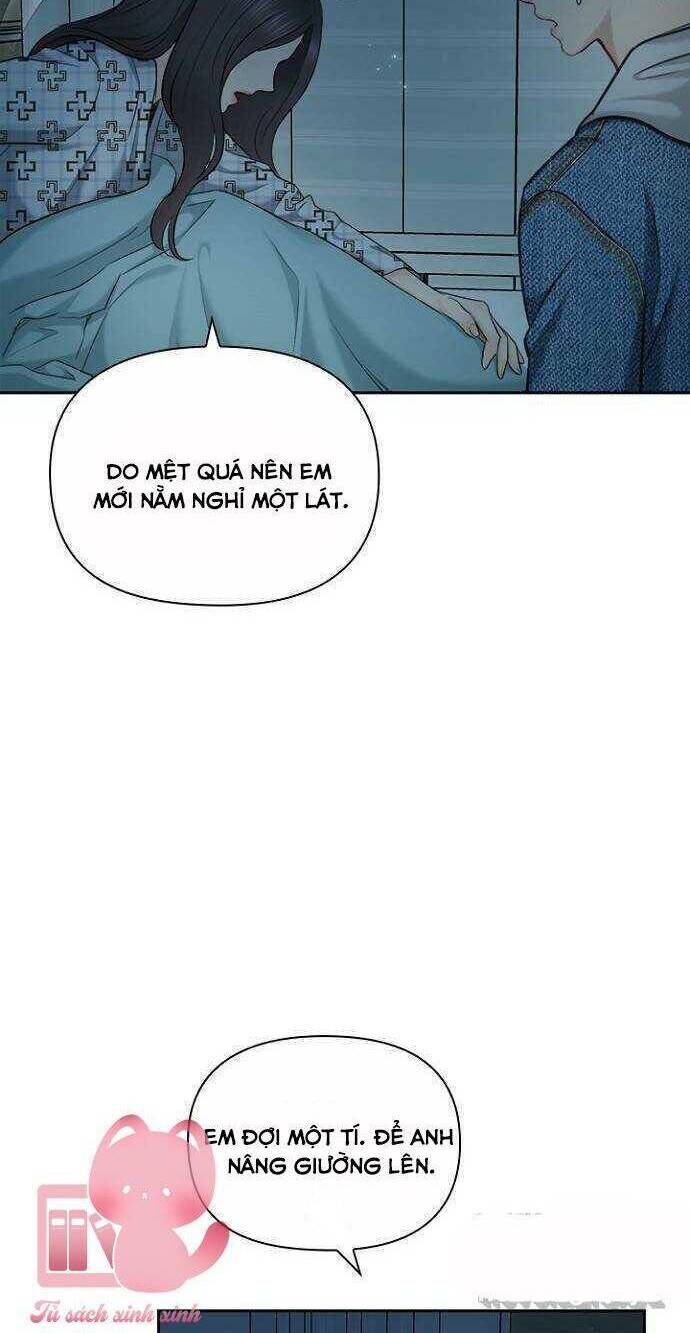 DO MỆT QUÁ NÊN EM
MỚI NẰM NGHỈ MỘT LÁT.
EM ĐỢI MỘT TÍ. ĐỂ ANH
NÂNG GIƯỜNG LÊN.
Tủ sách xinh xinh